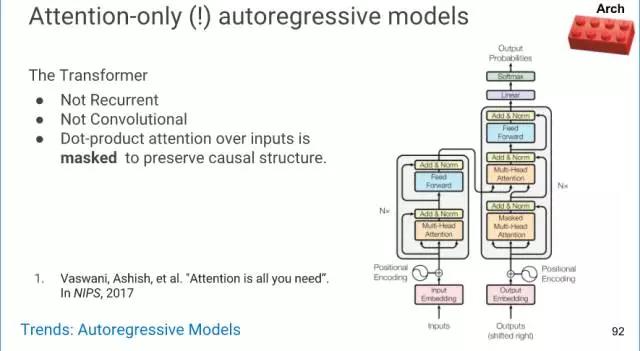 Attention-only (!) autoregressive models
Arch
The Transformer
● Not Recurrent
● Not Convolutional
● Dot-product attention over inputs is
masked to preserve causal structure.
1. Vaswani, Ashish, et al. "Attention is all you need".
In NIPS, 2017
Trends: Autoregressive Models
Output
Probabilities
Softmax
Linear
Add & Norm
Feed
Forward
Add & Norm
Multi-Head
Attention
Add & Norm
Masked
Multi-Head
Attention
Nx
Positional
Encoding
Output
Embedding
Outputs
(shifted right)
Add & Norm
Feed
Forward
Add & Norm
Multi-Head
Attention
Nx
Positional
Encoding
Input
Embedding
Inputs
92